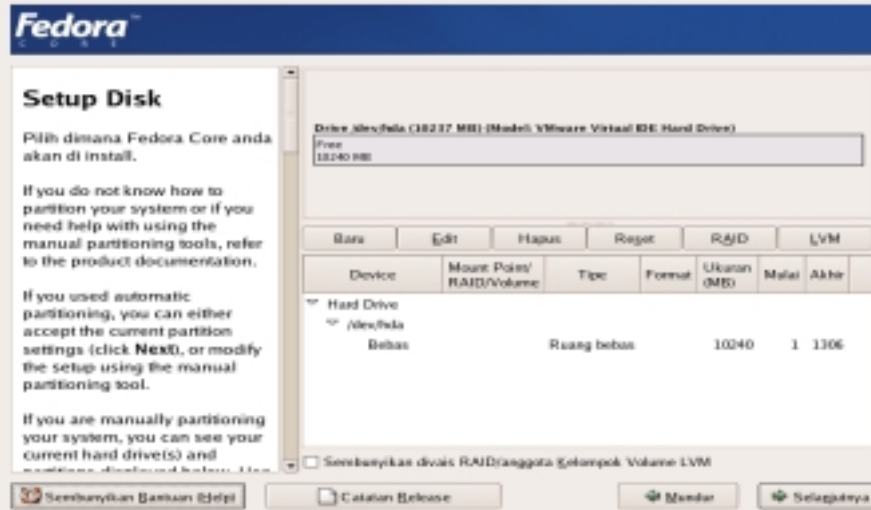 Fedora
CORE
Setup Disk
Pilih dimana Fedora Core anda
akan di install.
If you do not know how to
partition your system or if you
need help with using the
manual partitioning tools, refer
to the product documentation.
If you used automatic
partitioning, you can either
accept the current partition
settings (click Next), or modify
the setup using the manual
partitioning tool.
If you are manually partitioning
your system, you can see your
current hard drive(s) and
partitions displayed below. Use
Drive /dev/hda (10237 MB) (Model: VMware Virtual IDE Hard Drive)
Free
10240 MB
Baru Edit Hapus Reset RAID LVM
Device Mount Point/ RAID/Volume Tipe Format Ukuran (MB) Mulai Akhir
Hard Drive
/dev/hda
Bebas Ruang bebas 10240 1 1306
Sembunyikan divais RAID/anggota Kelompok Volume LVM
Sembunyikan Bantuan (Help) Catatan Release Mundur Selanjutnya